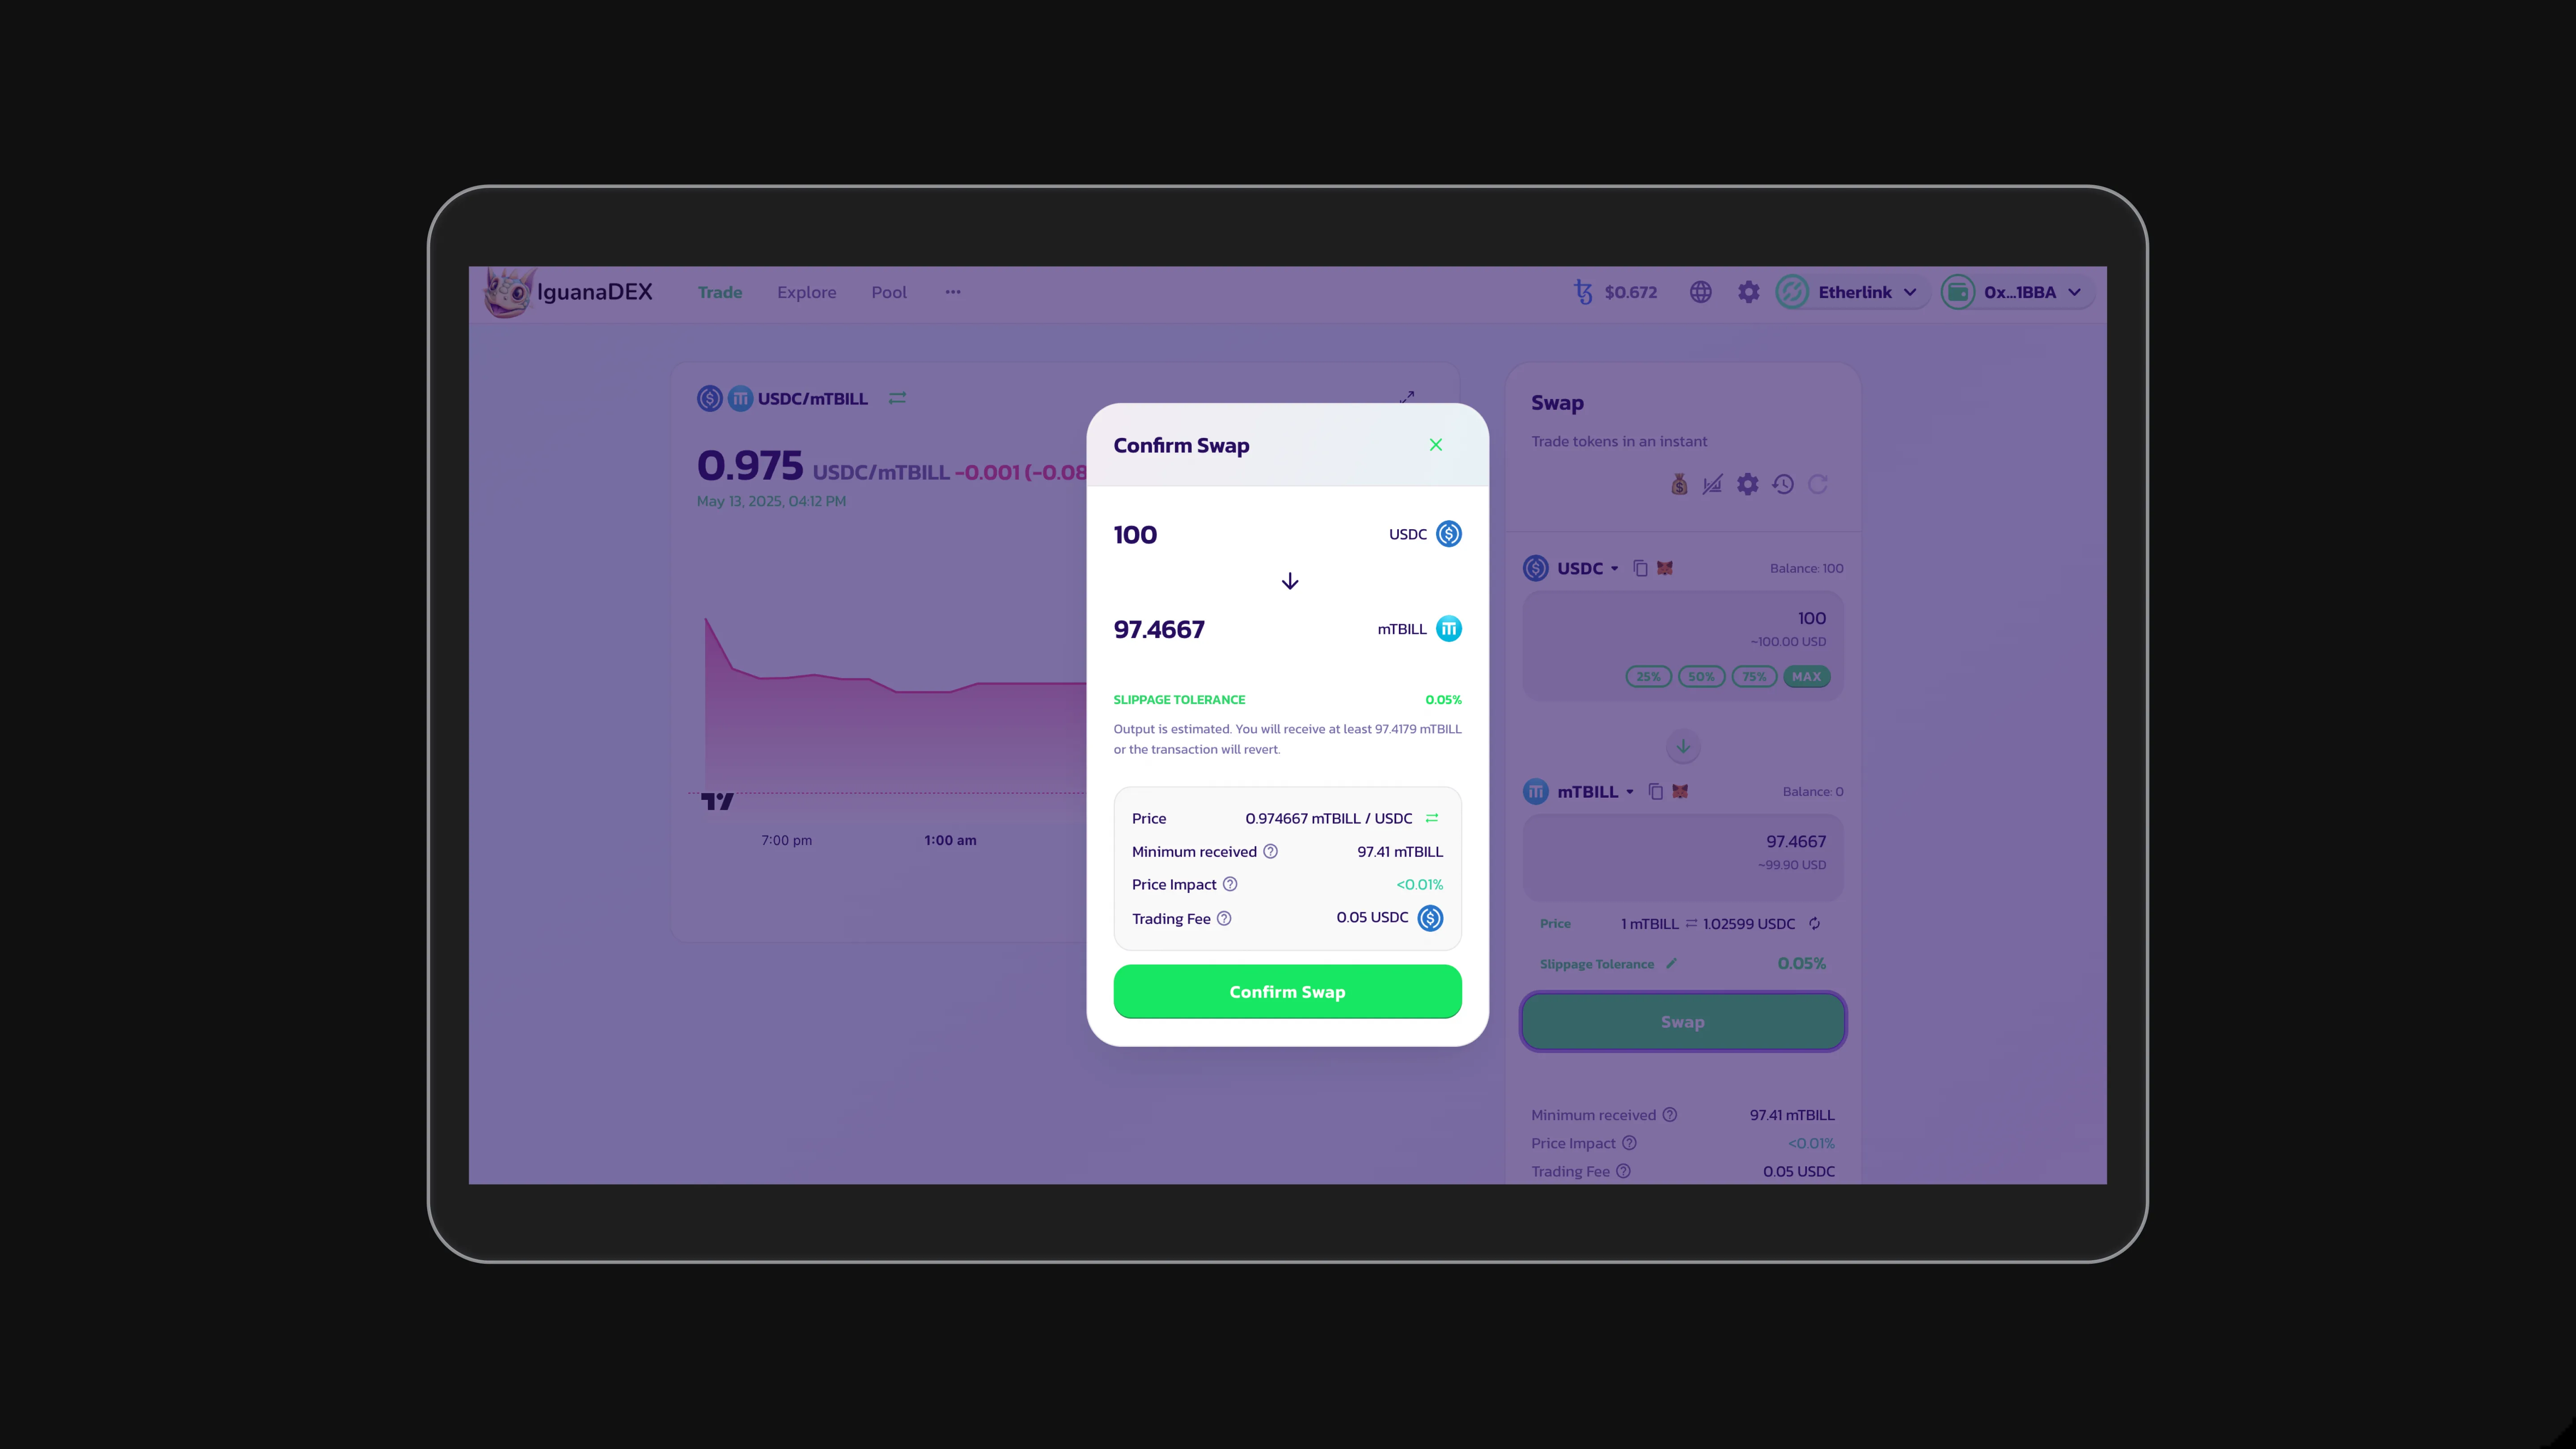 IguanaDEX
Trade
Explore
Pool
$0.672
Etherlink
0x...1BBA
USDC/mTBILL
0.975 USDC/mTBILL -0.001 (-0.08
May 13, 2025, 04:12 PM
7:00 pm
1:00 am
Confirm Swap
100
USDC
97.4667
mTBILL
SLIPPAGE TOLERANCE
0.05%
Output is estimated. You will receive at least 97.4179 mTBILL
or the transaction will revert.
Price
0.974667 mTBILL / USDC
Minimum received
97.41 mTBILL
Price Impact
<0.01%
Trading Fee
0.05 USDC
Confirm Swap
Swap
Trade tokens in an instant
USDC
Balance: 100
100
~100.00 USD
25%
50%
75%
MAX
mTBILL
Balance: 0
97.4667
~99.90 USD
Price
1 mTBILL ⇌ 1.02599 USDC
Slippage Tolerance
0.05%
Swap
Minimum received
97.41 mTBILL
Price Impact
<0.01%
Trading Fee
0.05 USDC